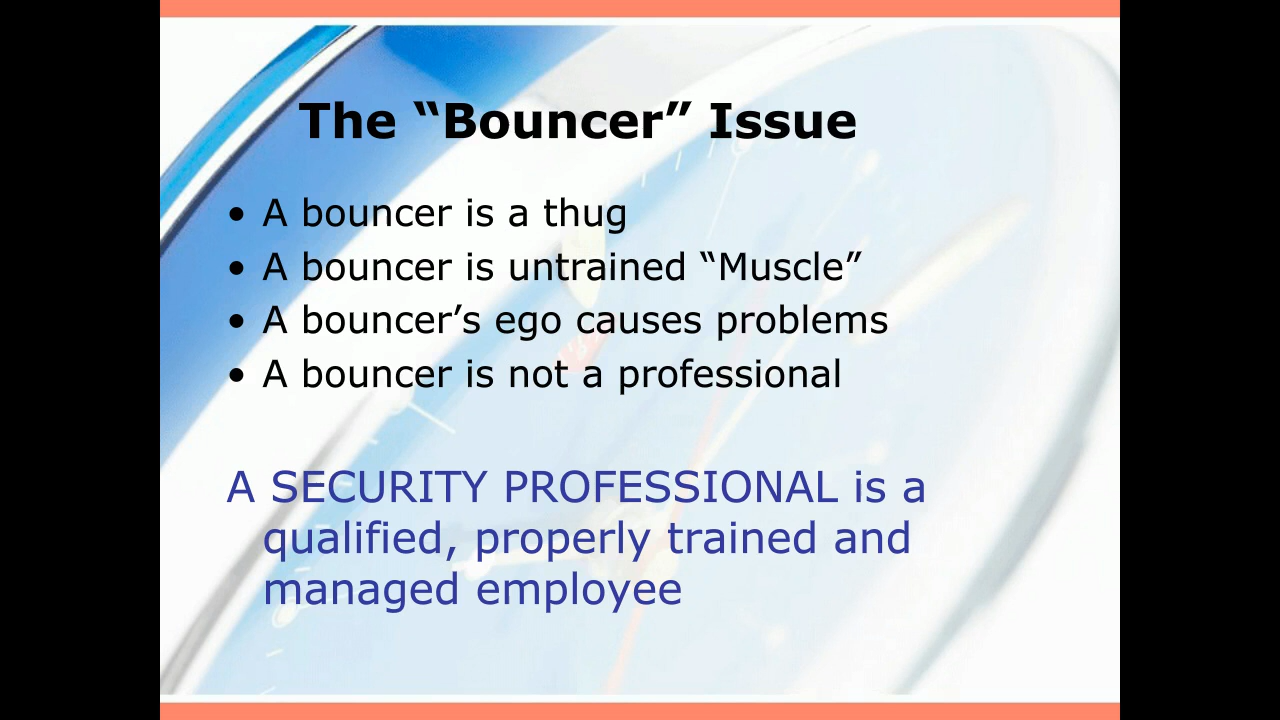 The “Bouncer” Issue
• A bouncer is a thug
• A bouncer is untrained “Muscle”
• A bouncer’s ego causes problems
• A bouncer is not a professional
A SECURITY PROFESSIONAL is a
qualified, properly trained and
managed employee